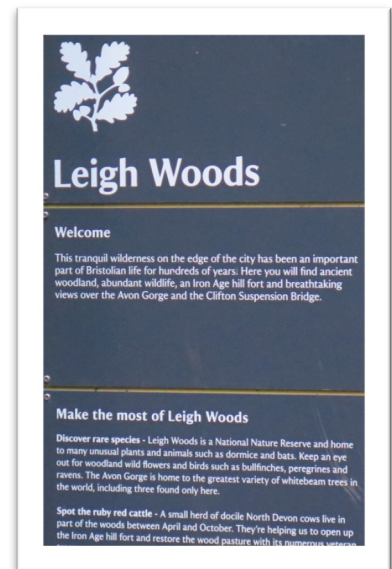 Leigh Woods
Welcome
This tranquil wilderness on the edge of the city has been an important
part of Bristolian life for hundreds of years. Here you will find ancient
woodland, abundant wildlife, an Iron Age hill fort and breathtaking
views over the Avon Gorge and the Clifton Suspension Bridge.
Make the most of Leigh Woods
Discover rare species - Leigh Woods is a National Nature Reserve and home
to many unusual plants and animals such as dormice and bats. Keep an eye
out for woodland wild flowers and birds such as bullfinches, peregrines and
ravens. The Avon Gorge is home to the greatest variety of whitebeam trees in
the world, including three found only here.
Spot the ruby red cattle - A small herd of docile North Devon cows live in
part of the woods between April and October. They're helping us to open up
the Iron Age hill fort and restore the wood pasture with its numerous veteran